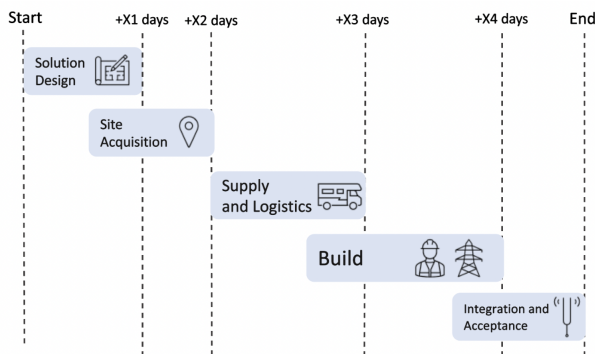 Start
+X1 days
+X2 days
+X3 days
+X4 days
End
Solution
Design
Site
Acquisition
Supply
and Logistics
Build
Integration and
Acceptance